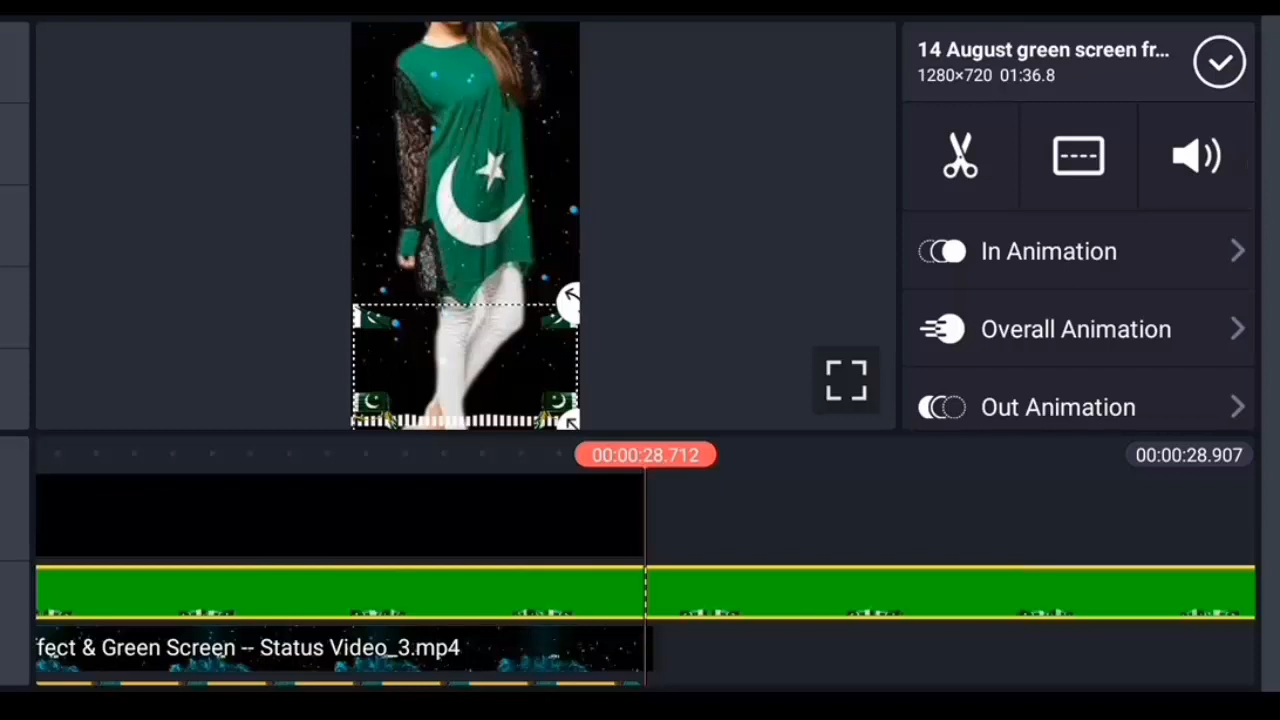 14 August green screen fr...
1280×720 01:36.8
In Animation
Overall Animation
Out Animation
00:00:28.712
00:00:28.907
fect & Green Screen -- Status Video_3.mp4